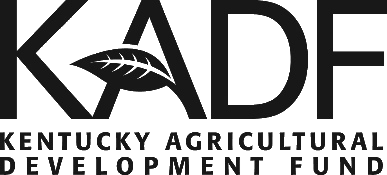 KADF
KENTUCKY AGRICULTURAL
DEVELOPMENT FUND